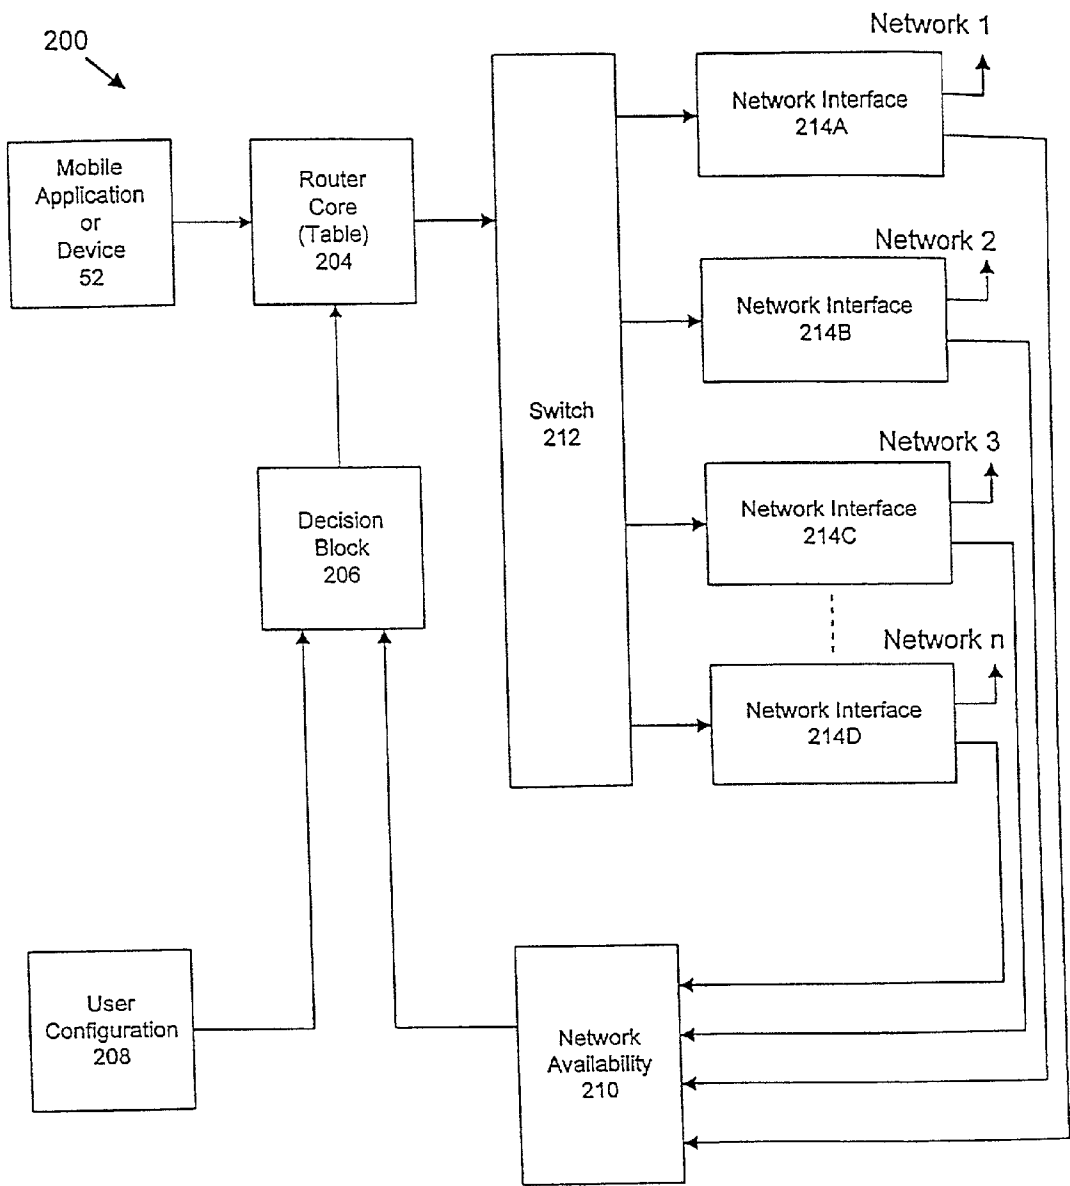 200
Network 1
Network Interface
214A
Mobile
Application
or
Device
52
Router
Core
(Table)
204
Network 2
Network Interface
214B
Switch
212
Network 3
Network Interface
214C
Decision
Block
206
Network n
Network Interface
214D
User
Configuration
208
Network
Availability
210